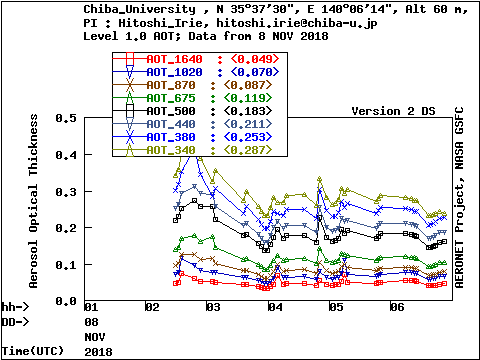 Chiba_University , N 35°37'30", E 140°06'14", Alt 60 m,
PI : Hitoshi_Irie, hitoshi.irie@chiba-u.jp
Level 1.0 AOT; Data from 8 NOV 2018
AOT_1640 : <0.049>
AOT_1020 : <0.070>
AOT_870 : <0.087>
AOT_675 : <0.119>
AOT_500 : <0.183>
AOT_440 : <0.211>
AOT_380 : <0.253>
AOT_340 : <0.287>
Version 2 DS
Aerosol Optical Thickness
0.5
0.4
0.3
0.2
0.1
0.0
AERONET Project, NASA GSFC
hh-> 01 02 03 04 05 06
DD-> 08
NOV
Time(UTC) 2018